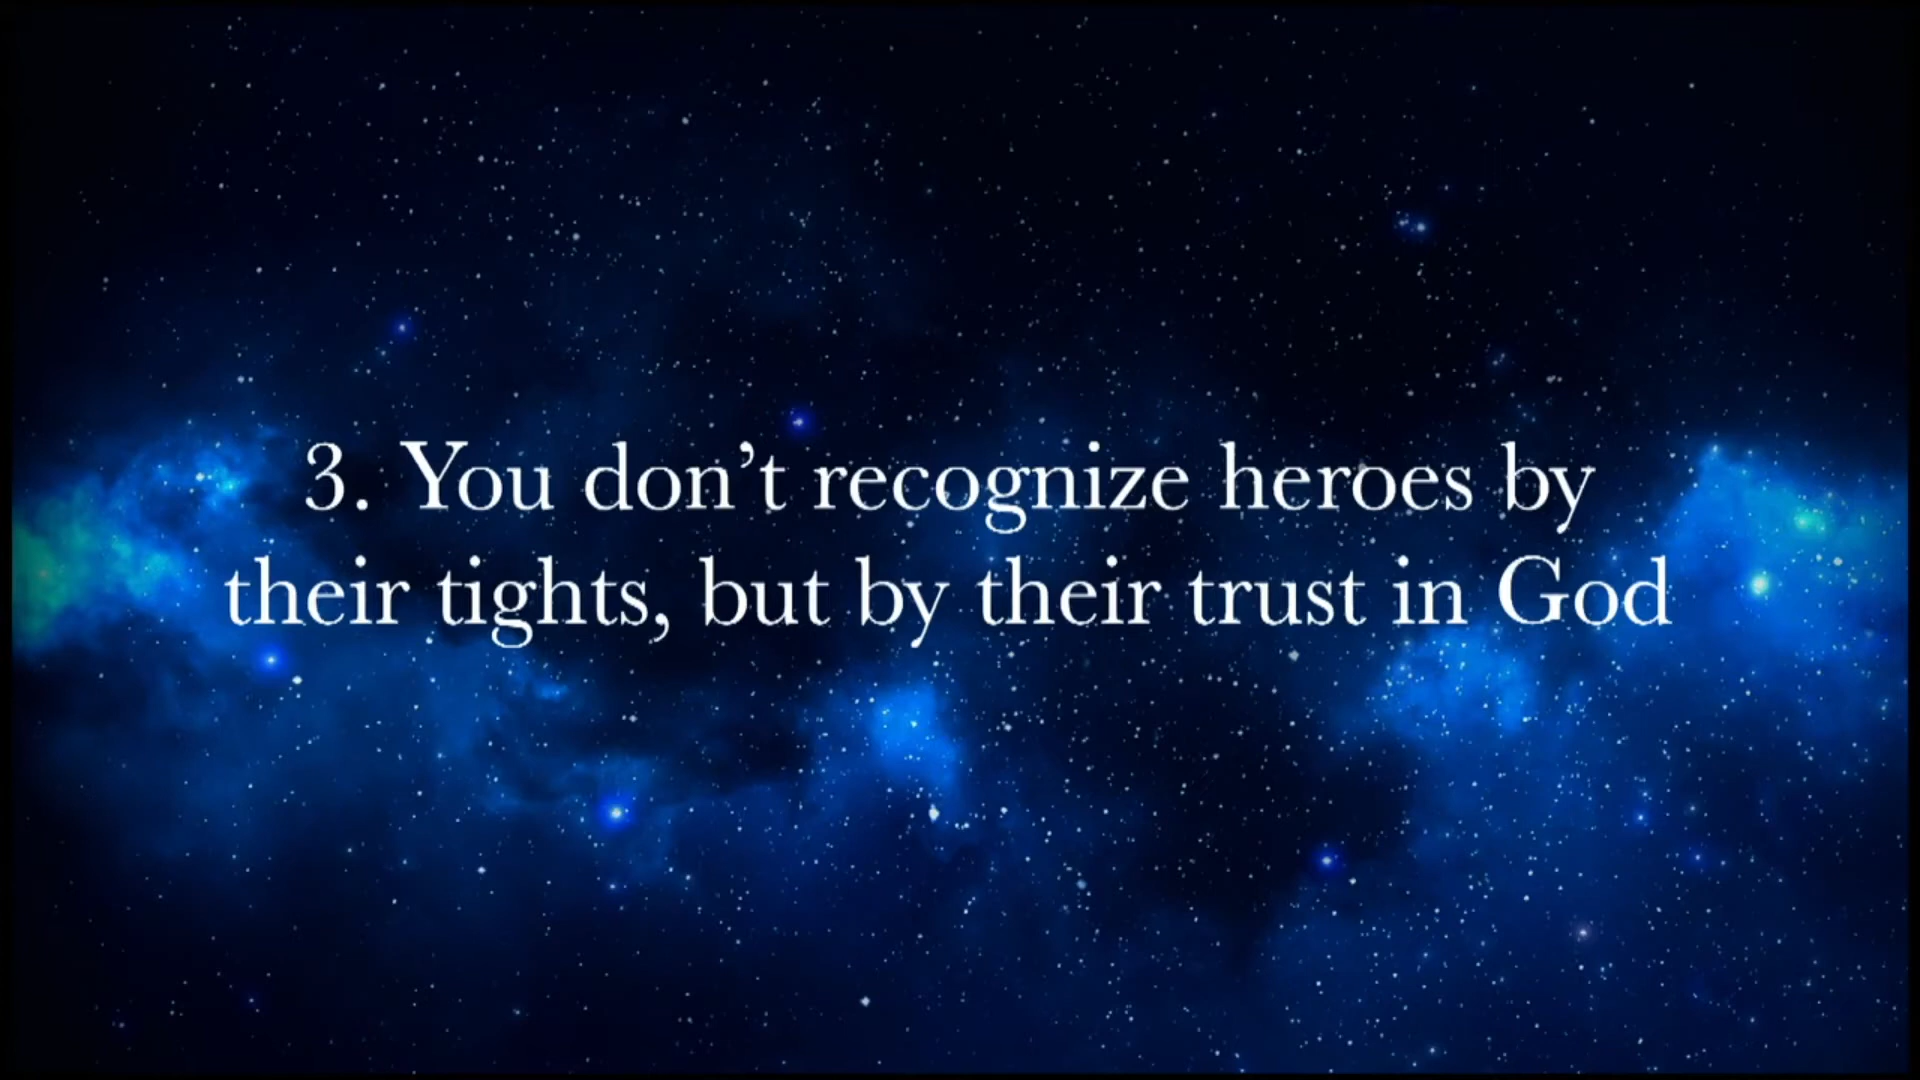 3. You don’t recognize heroes by
their tights, but by their trust in God